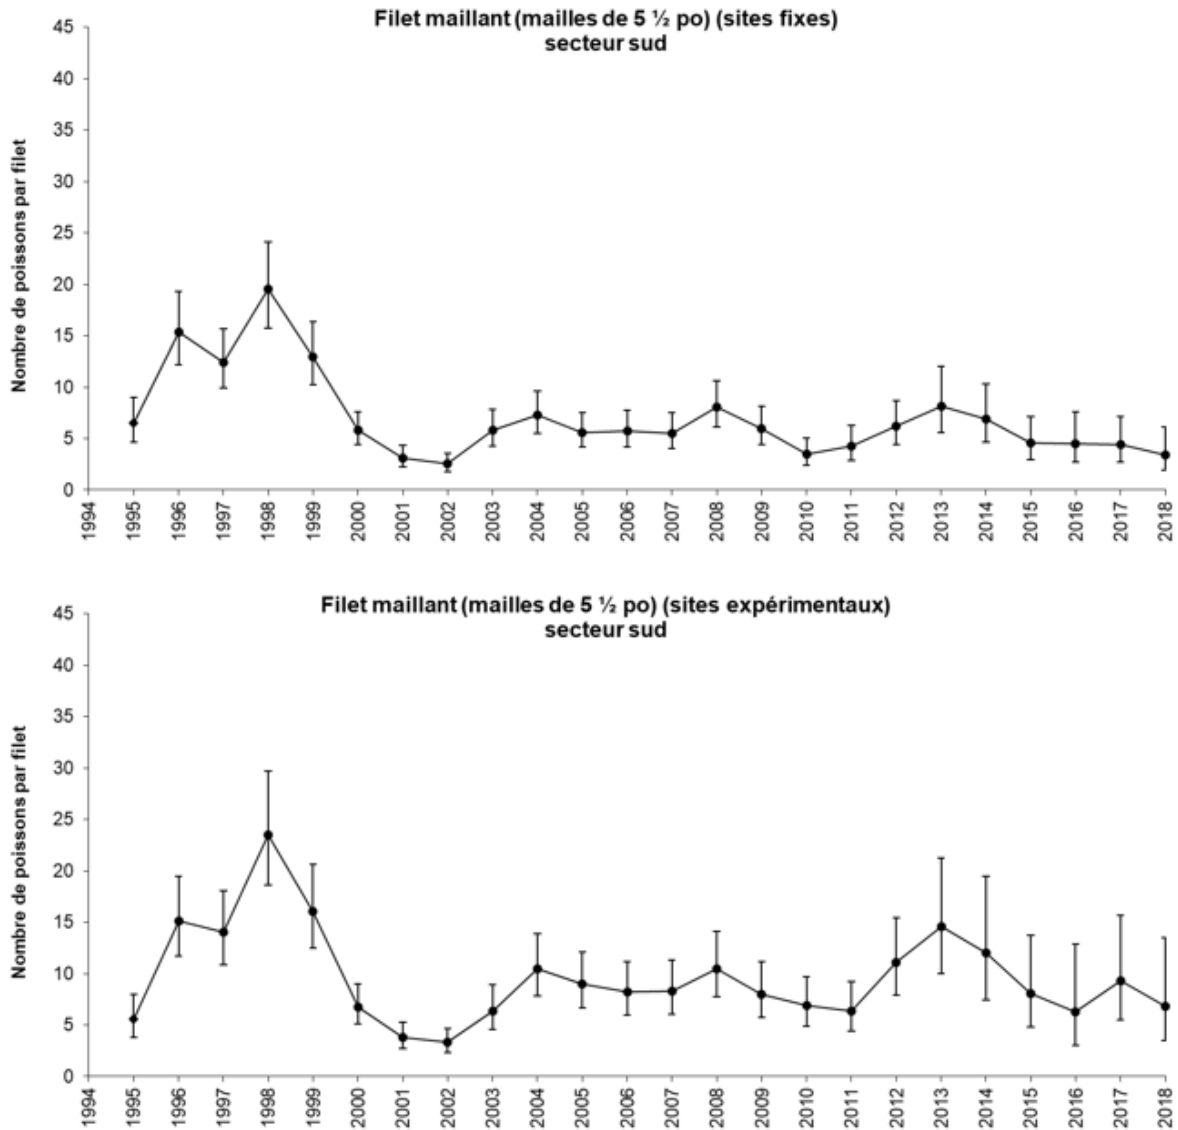 Filet maillant (mailles de 5 ½ po) (sites fixes)
secteur sud
Nombre de poissons par filet
45
40
35
30
25
20
15
10
5
0
1994 1995 1996 1997 1998 1999 2000 2001 2002 2003 2004 2005 2006 2007 2008 2009 2010 2011 2012 2013 2014 2015 2016 2017 2018
Filet maillant (mailles de 5 ½ po) (sites expérimentaux)
secteur sud
Nombre de poissons par filet
45
40
35
30
25
20
15
10
5
0
1994 1995 1996 1997 1998 1999 2000 2001 2002 2003 2004 2005 2006 2007 2008 2009 2010 2011 2012 2013 2014 2015 2016 2017 2018